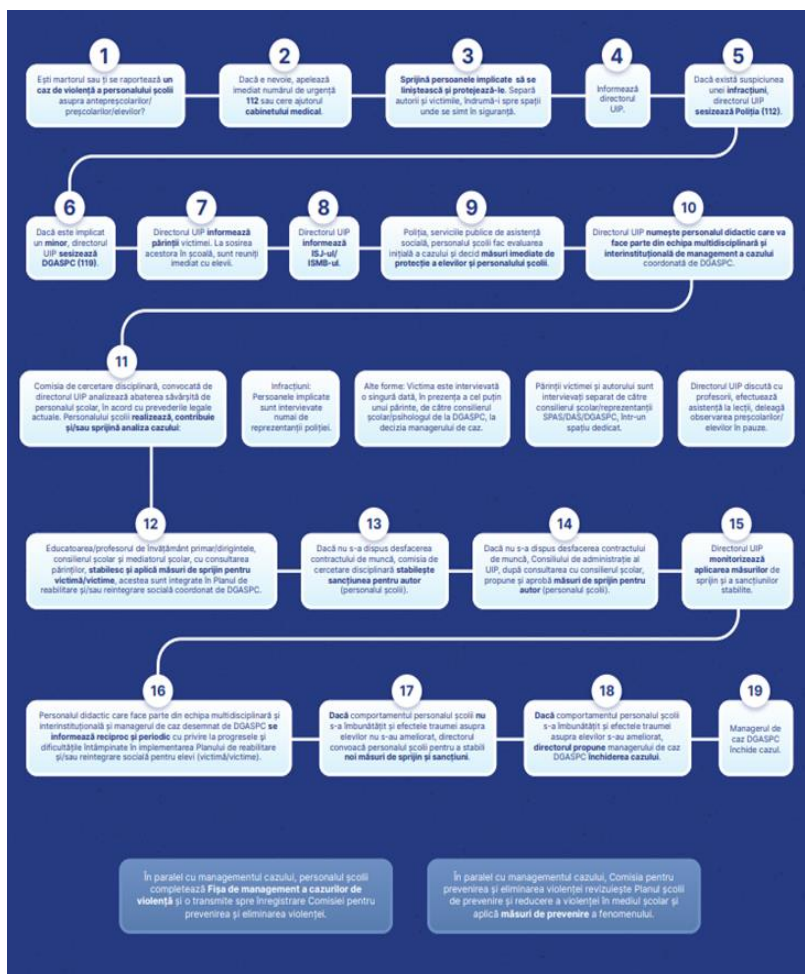 1
Ești martorul sau ți se raportează un
caz de violență a personalului școlii
asupra antepreșcolarilor/
preșcolarilor/elevilor?
2
Dacă e nevoie, apelează
imediat numărul de urgență
112 sau cere ajutorul
cabinetului medical.
3
Sprijină persoanele implicate să se
liniștească și protejează-le. Separă
autorii și victimile, îndrumă-i spre spații
unde se simt în siguranță.
4
Informează
directorul
UIP.
5
Dacă există suspiciunea
unei infracțiuni,
directorul UIP
sesizează Poliția (112).
6
Dacă este implicat
un minor, directorul
UIP sesizează
DGASPC (119).
7
Directorul UIP informează
părinții victimei. La sosirea
acestora în școală, sunt reuniți
imediat cu elevii.
8
Directorul UIP
informează
ISJ-ul/
ISMB-ul.
9
Poliția, serviciile publice de asistență
socială, personalul școlii fac evaluarea
inițială a cazului și decid măsuri imediate de
protecție a elevilor și personalului școlii.
10
Directorul UIP numește personalul didactic care va
face parte din echipa multidisciplinară și
interinstituțională de management a cazului
coordonată de DGASPC.
11
Comisia de cercetare disciplinară, convocată de
directorul UIP analizează abaterea săvârșită de
personalul școlar, în acord cu prevederile legale
actuale. Personalului școlii realizează, contribuie
și/sau sprijină analiza cazului:
Infracțiuni:
Persoanele implicate
sunt intervievate
numai de
reprezentanții poliției.
Alte forme: Victima este intervievată
o singură dată, în prezența a cel puțin
unui părinte, de către consilierul
școlar/psihologul de la DGASPC, la
decizia managerului de caz.
Părinții victimei și autorului sunt
intervievați separat de către
consilierul școlar/reprezentanții
SPAS/DAS/DGASPC, într-un
spațiu dedicat.
Directorul UIP discută cu
profesorii, efectuează
asistență la lecții, deleagă
observarea preșcolarilor/
elevilor în pauze.
12
Educatoarea/profesorul de învățământ primar/dirigintele,
consilierul școlar și mediatorul școlar, cu consultarea
părinților, stabilesc și aplică măsuri de sprijin pentru
victimă/victime, acestea sunt integrate în Planul de
reabilitare și/sau reintegrare socială coordonat de DGASPC.
13
Dacă nu s-a dispus desfacerea
contractului de muncă, comisia de
cercetare disciplinară stabilește
sancțiunea pentru autor
(personalul școlii).
14
Dacă nu s-a dispus desfacerea contractului
de muncă, Consiliului de administrație al
UIP, după consultarea cu consilierul școlar,
propune și aprobă măsuri de sprijin pentru
autor (personalul școlii).
15
Directorul UIP
monitorizează
aplicarea măsurilor de
sprijin și a sancțiunilor
stabilite.
16
Personalul didactic care face parte din echipa multidisciplinară și
interinstituțională și managerul de caz desemnat de DGASPC se
informează reciproc și periodic cu privire la progresele și
dificultățile întâmpinate în implementarea Planului de reabilitare
și/sau reintegrare socială pentru elevi (victimă/victime).
17
Dacă comportamentul personalul școlii nu
s-a îmbunătățit și efectele traumei asupra
elevilor nu s-au ameliorat, directorul
convoacă personalul școlii pentru a stabili
noi măsuri de sprijin și sancțiuni.
18
Dacă comportamentul personalul școlii
s-a îmbunătățit și efectele traumei
asupra elevilor s-au ameliorat,
directorul propune managerului de caz
DGASPC închiderea cazului.
19
Managerul
de caz DGASPC
închide cazul.
În paralel cu managementul cazului, personalul școlii
completează Fișa de management a cazurilor de
violență și o transmite spre înregistrare Comisiei pentru
prevenirea și eliminarea violenței.
În paralel cu managementul cazului, Comisia pentru
prevenirea și eliminarea violenței revizuiește Planul școlii
de prevenire și reducere a violenței în mediul școlar și
aplică măsuri de prevenire a fenomenului.